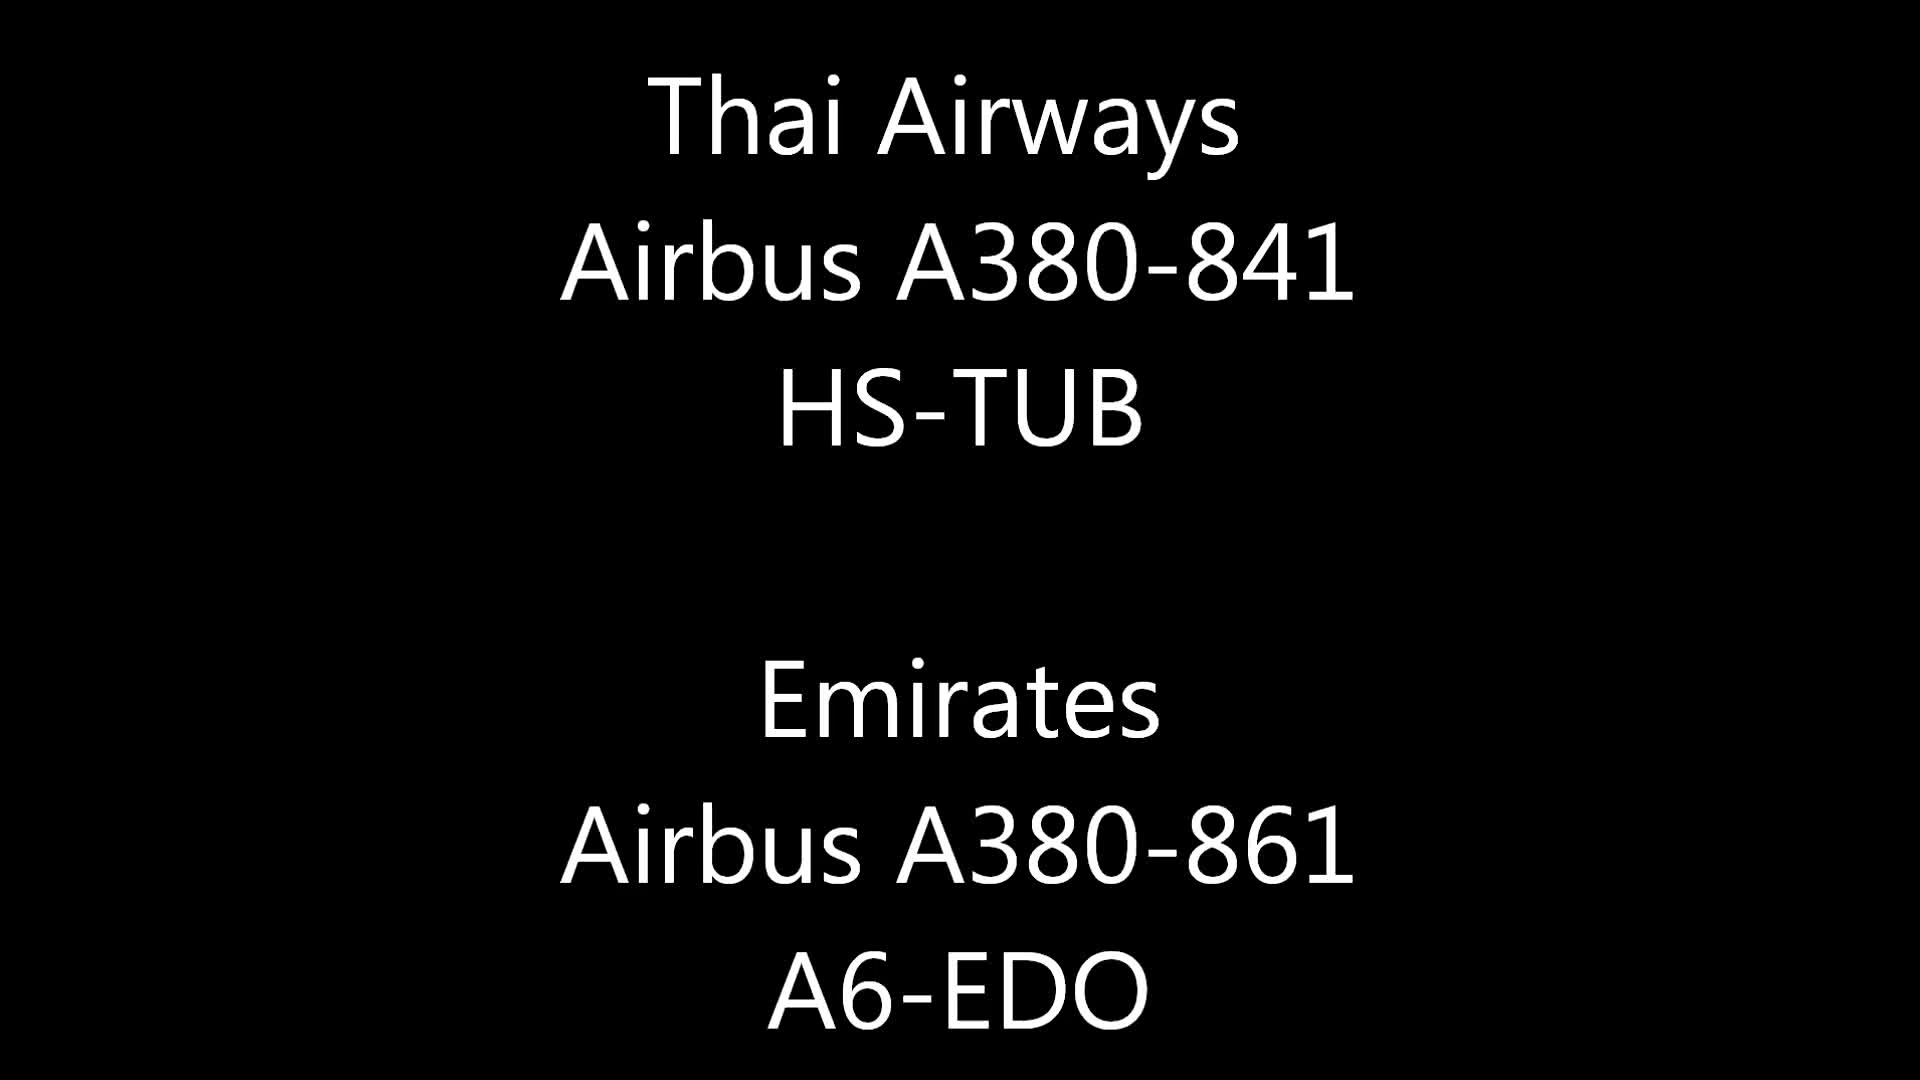 Thai Airways
Airbus A380-841
HS-TUB
Emirates
Airbus A380-861
A6-EDO